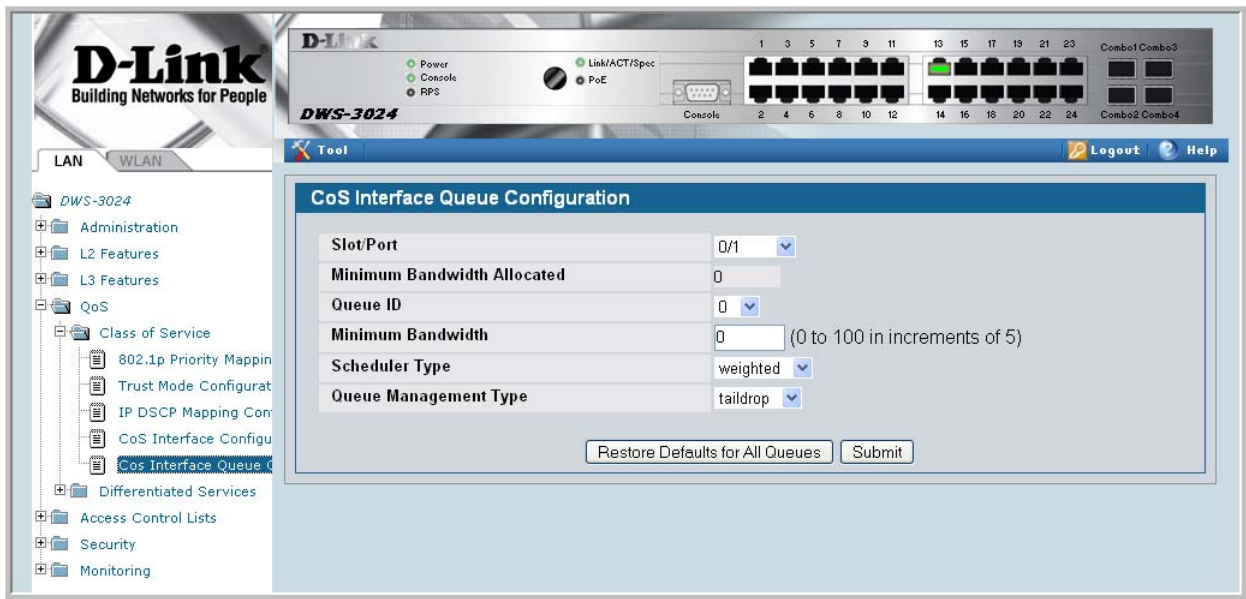 D-Link
Building Networks for People
D-Link
Power
Console
RPS
Link/ACT/Spec
PoE
DWS-3024
Console
1 3 5 7 9 11 13 15 17 19 21 23
2 4 6 8 10 12 14 16 18 20 22 24
Combo1 Combo3
Combo2 Combo4
LAN WLAN
Tool Logout Help
DWS-3024
Administration
L2 Features
L3 Features
QoS
Class of Service
802.1p Priority Mappin
Trust Mode Configurat
IP DSCP Mapping Con
CoS Interface Configu
Cos Interface Queue C
Differentiated Services
Access Control Lists
Security
Monitoring
CoS Interface Queue Configuration
Slot/Port 0/1
Minimum Bandwidth Allocated 0
Queue ID 0
Minimum Bandwidth 0 (0 to 100 in increments of 5)
Scheduler Type weighted
Queue Management Type taildrop
Restore Defaults for All Queues Submit